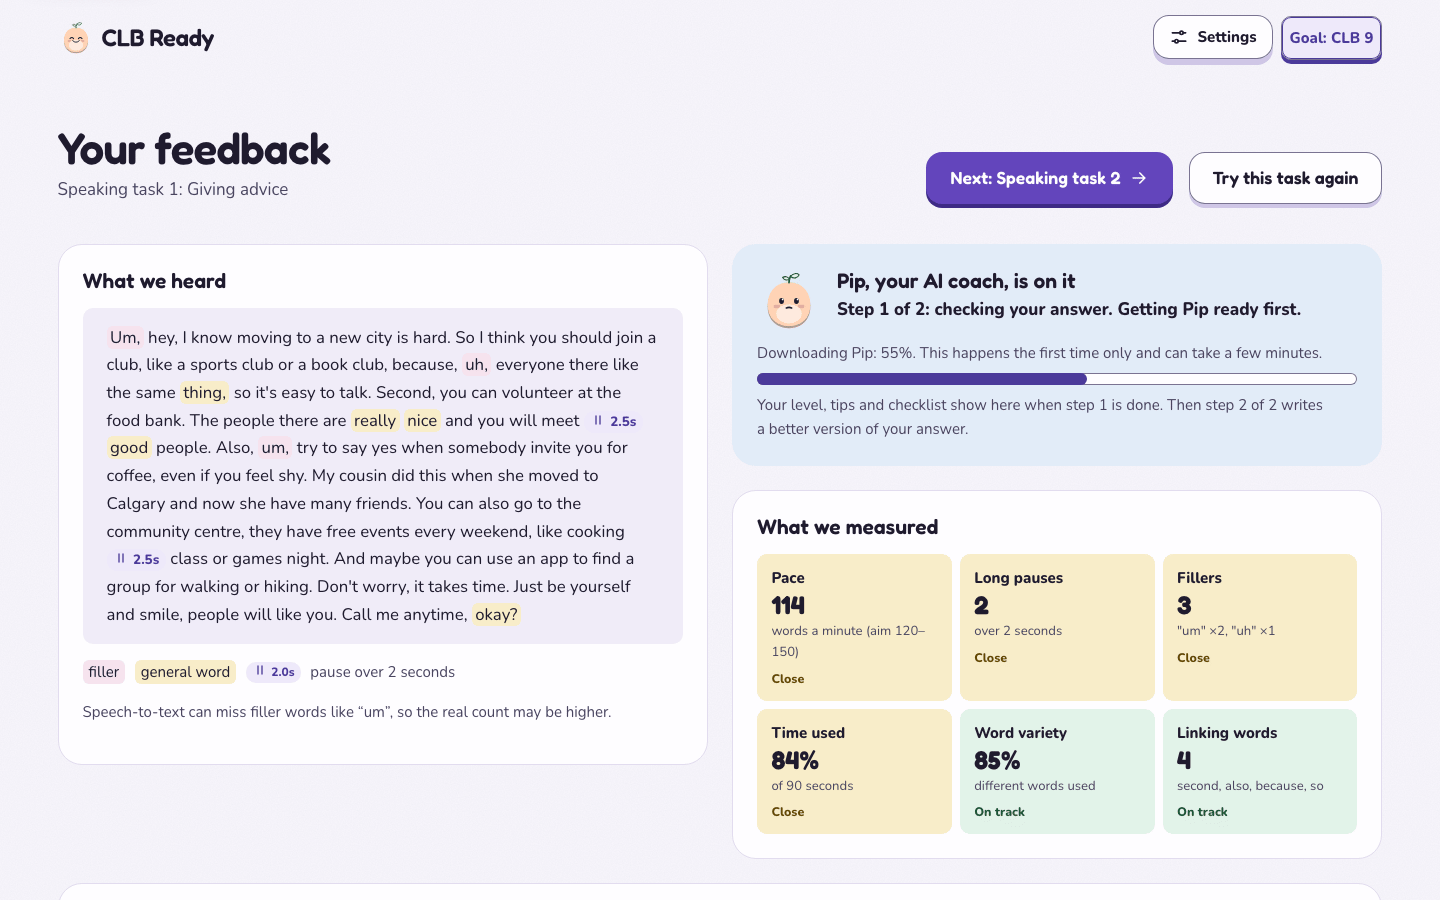 CLB Ready
Settings
Goal: CLB 9
Your feedback
Speaking task 1: Giving advice
Next: Speaking task 2 →
Try this task again
What we heard
Um, hey, I know moving to a new city is hard. So I think you should join a
club, like a sports club or a book club, because, uh, everyone there like
the same thing, so it's easy to talk. Second, you can volunteer at the
food bank. The people there are really nice and you will meet 2.5s
good people. Also, um, try to say yes when somebody invite you for
coffee, even if you feel shy. My cousin did this when she moved to
Calgary and now she have many friends. You can also go to the
community centre, they have free events every weekend, like cooking
2.5s class or games night. And maybe you can use an app to find a
group for walking or hiking. Don't worry, it takes time. Just be yourself
and smile, people will like you. Call me anytime, okay?
filler general word 2.0s pause over 2 seconds
Speech-to-text can miss filler words like “um”, so the real count may be higher.
Pip, your AI coach, is on it
Step 1 of 2: checking your answer. Getting Pip ready first.
Downloading Pip: 55%. This happens the first time only and can take a few minutes.
Your level, tips and checklist show here when step 1 is done. Then step 2 of 2 writes
a better version of your answer.
What we measured
Pace
114
words a minute (aim 120–
150)
Close
Long pauses
2
over 2 seconds
Close
Fillers
3
"um" ×2, "uh" ×1
Close
Time used
84%
of 90 seconds
Close
Word variety
85%
different words used
On track
Linking words
4
second, also, because, so
On track